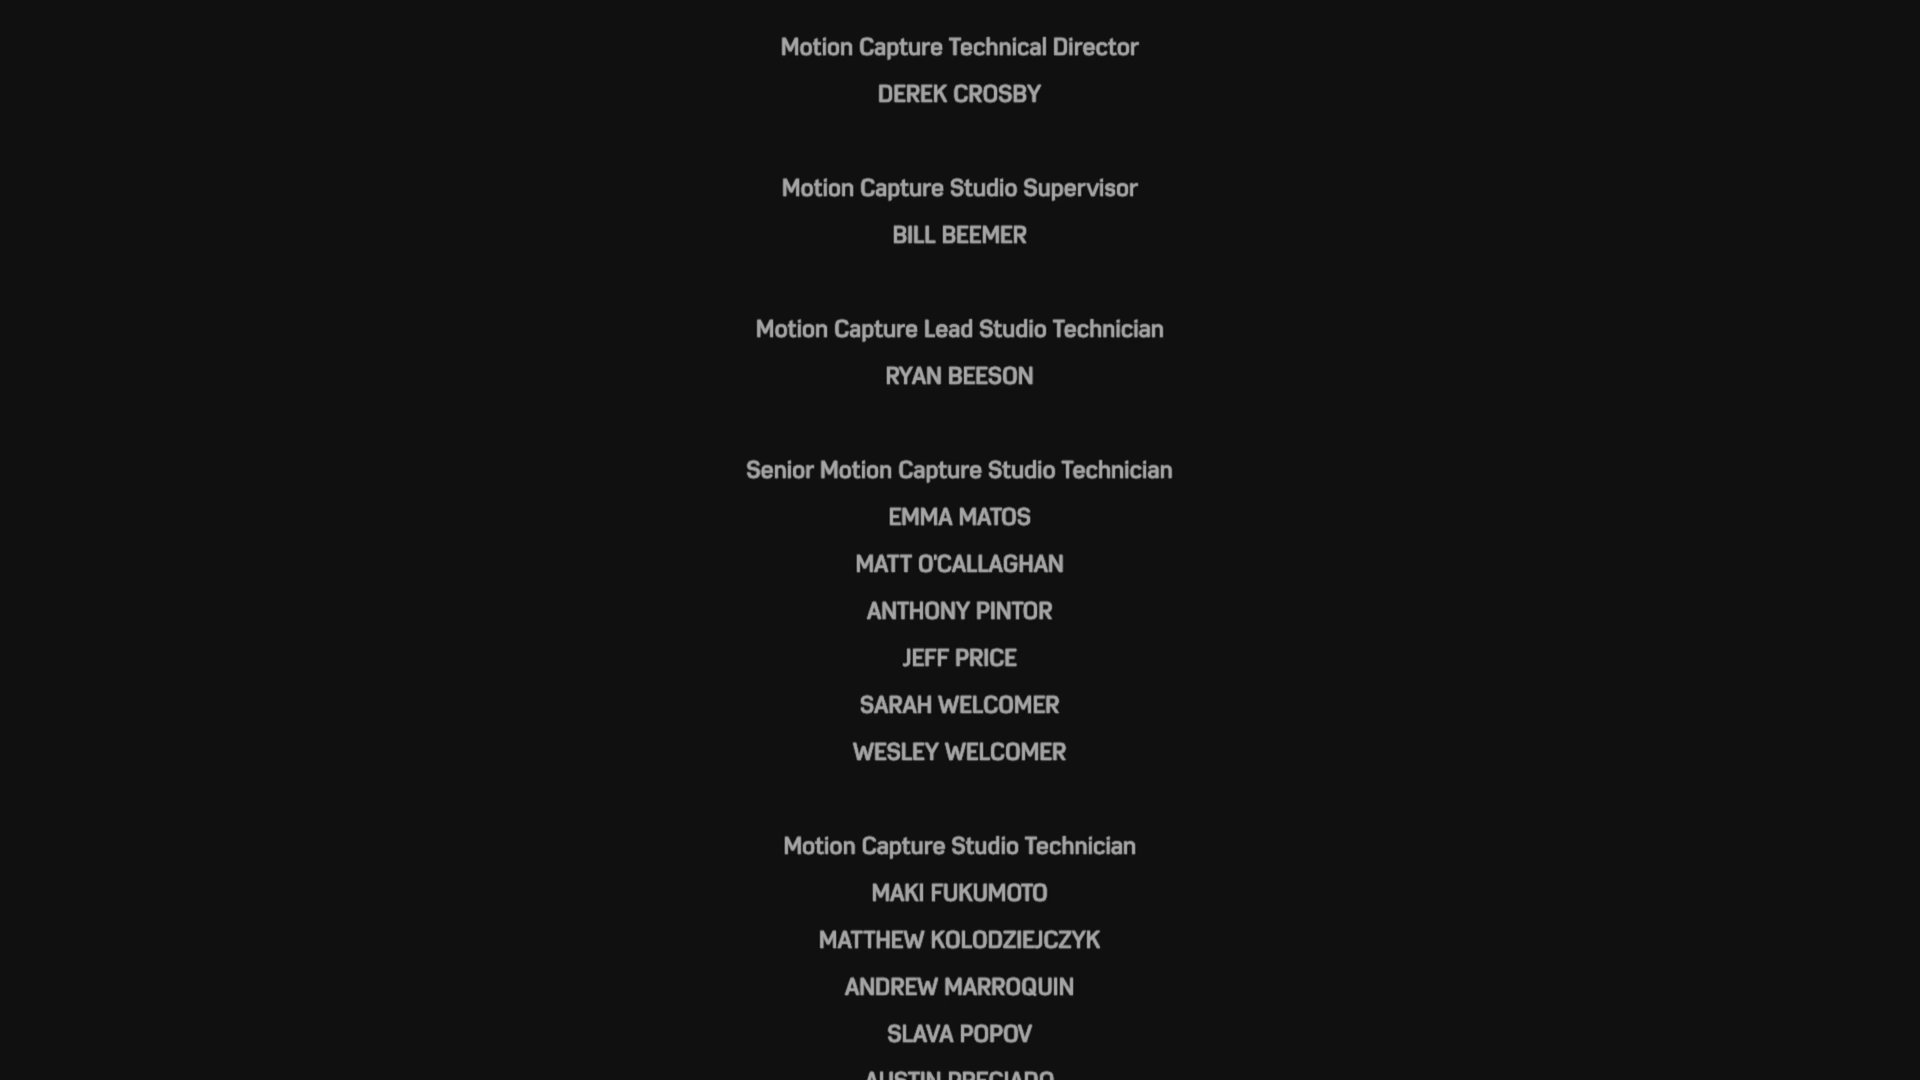 Motion Capture Technical Director
DEREK CROSBY
Motion Capture Studio Supervisor
BILL BEEMER
Motion Capture Lead Studio Technician
RYAN BEESON
Senior Motion Capture Studio Technician
EMMA MATOS
MATT O'CALLAGHAN
ANTHONY PINTOR
JEFF PRICE
SARAH WELCOMER
WESLEY WELCOMER
Motion Capture Studio Technician
MAKI FUKUMOTO
MATTHEW KOLODZIEJCZYK
ANDREW MARROQUIN
SLAVA POPOV
AUSTIN PRECIADO